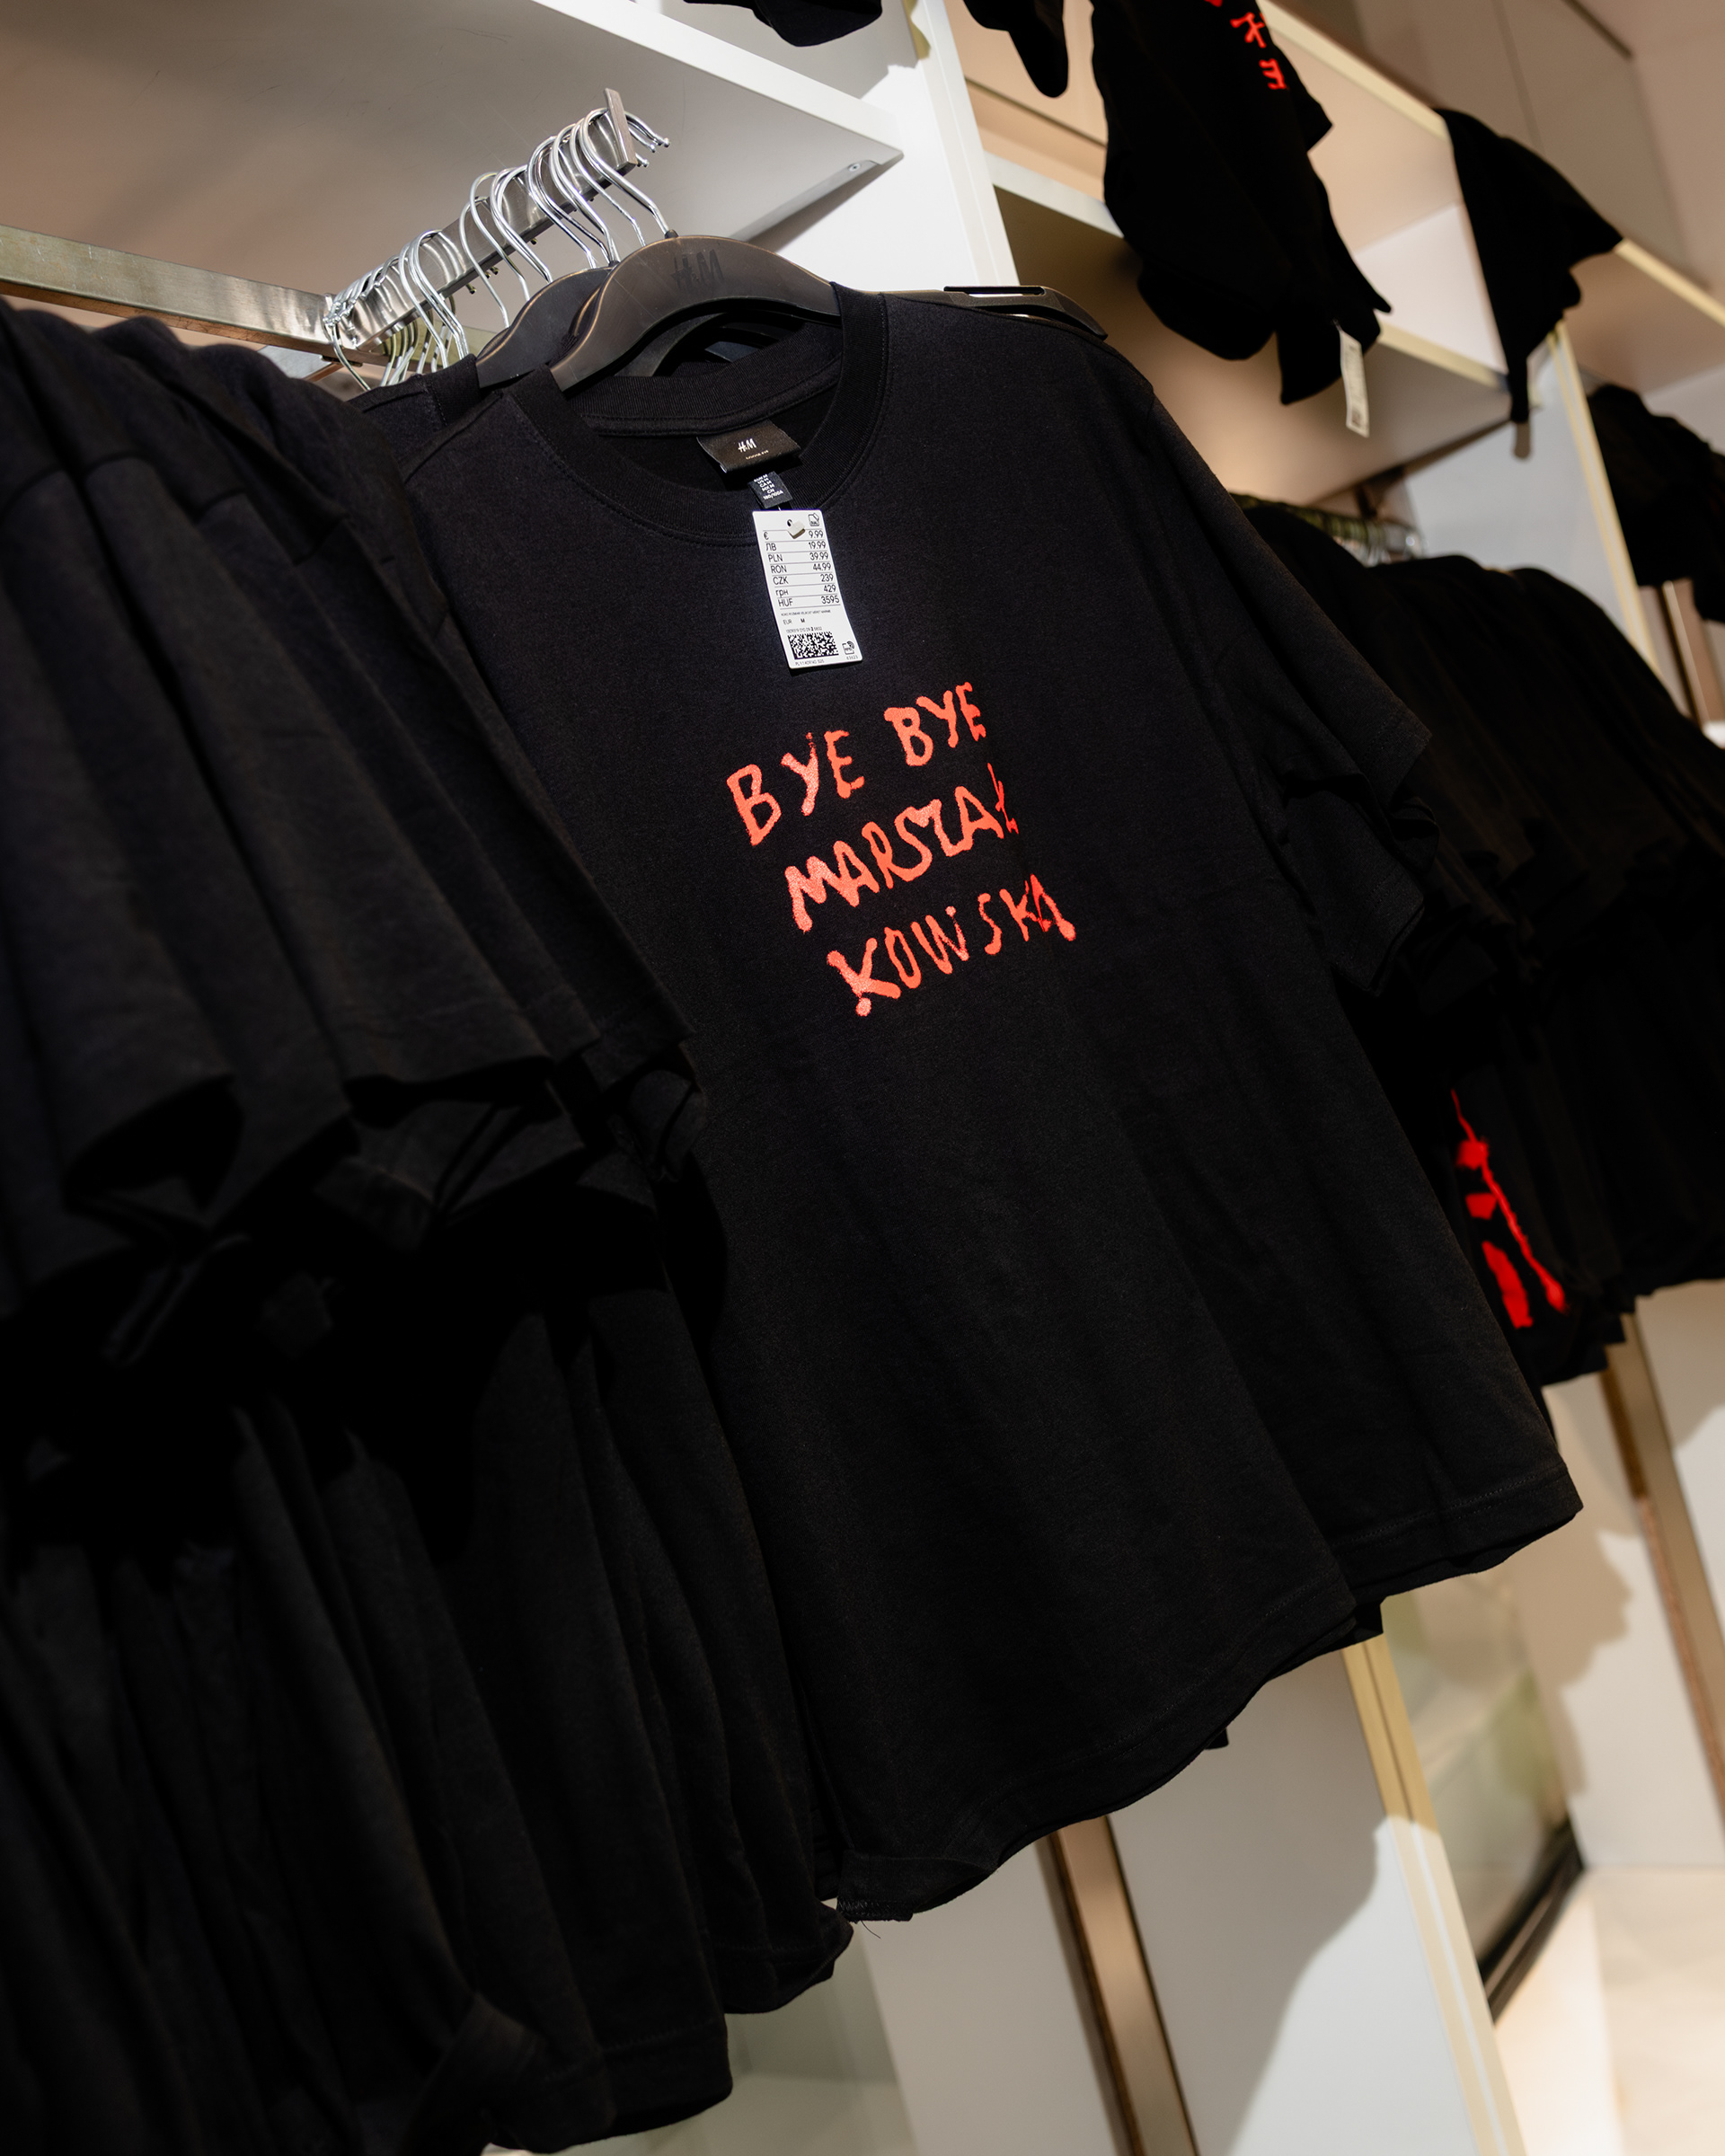 H&M
H&M
€ 9.99
ЛВ 19.99
PLN 39.99
RON 44.99
CZK 239
грн 429
HUF 3595
EUR M
BYE BYE
MARSZAŁ
KOWSKA